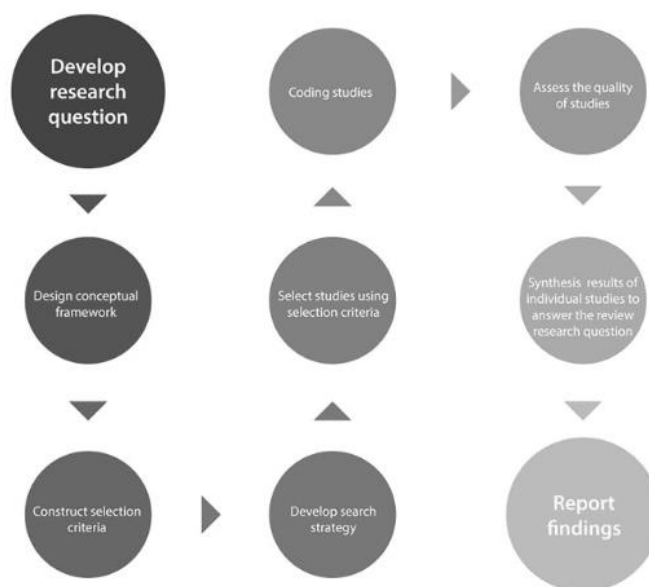 Develop
research
question
Design conceptual
framework
Construct selection
criteria
Develop search
strategy
Select studies using
selection criteria
Coding studies
Assess the quality
of studies
Synthesis results of
individual studies to
answer the review
research question
Report
findings